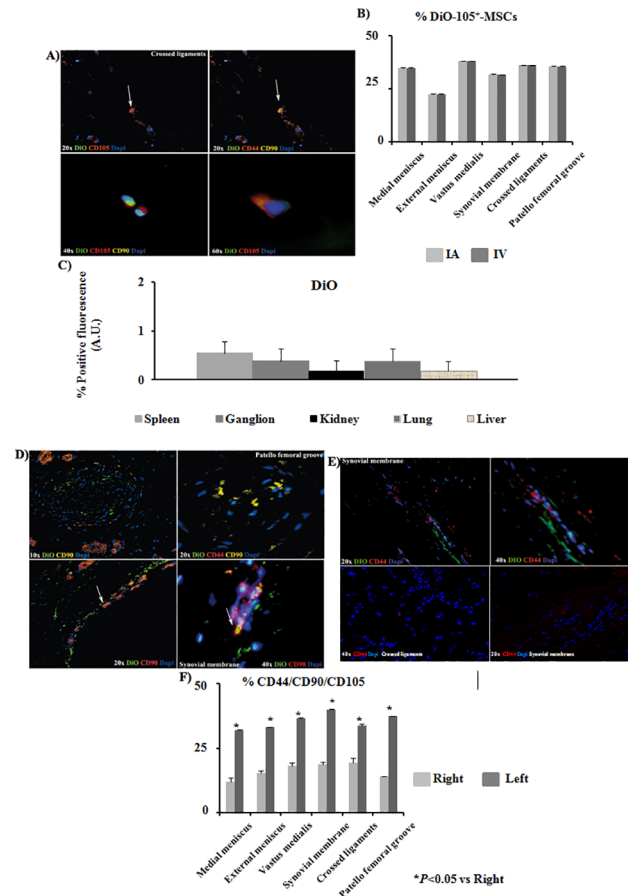 A)
Crossed ligaments
20x DiO CD105 Dapi
20x DiO CD44 CD90 Dapi
40x DiO CD105 CD90 Dapi
60x DiO CD105 Dapi
B)
% DiO-105⁺-MSCs
50
25
0
Medial meniscus
External meniscus
Vastus medialis
Synovial membrane
Crossed ligaments
Patello femoral groove
IA
IV
C)
DiO
% Positive fluorescence
(A.U.)
2
1
0
Spleen
Ganglion
Kidney
Lung
Liver
D)
Patello femoral groove
10x DiO CD90 Dapi
20x DiO CD44 CD90 Dapi
20x DiO CD90 Dapi
Synovial membrane
40x DiO CD90 Dapi
E)
Synovial membrane
20x DiO CD44 Dapi
40x DIO CD44 Dapi
40x CD44 Dapi Crossed ligaments
20x CD44 Dapi Synovial membrane
F)
% CD44/CD90/CD105
50
25
0
* * * * * *
Medial meniscus
External meniscus
Vastus medialis
Synovial membrane
Crossed ligaments
Patello femoral groove
Right
Left
*P<0.05 vs Right